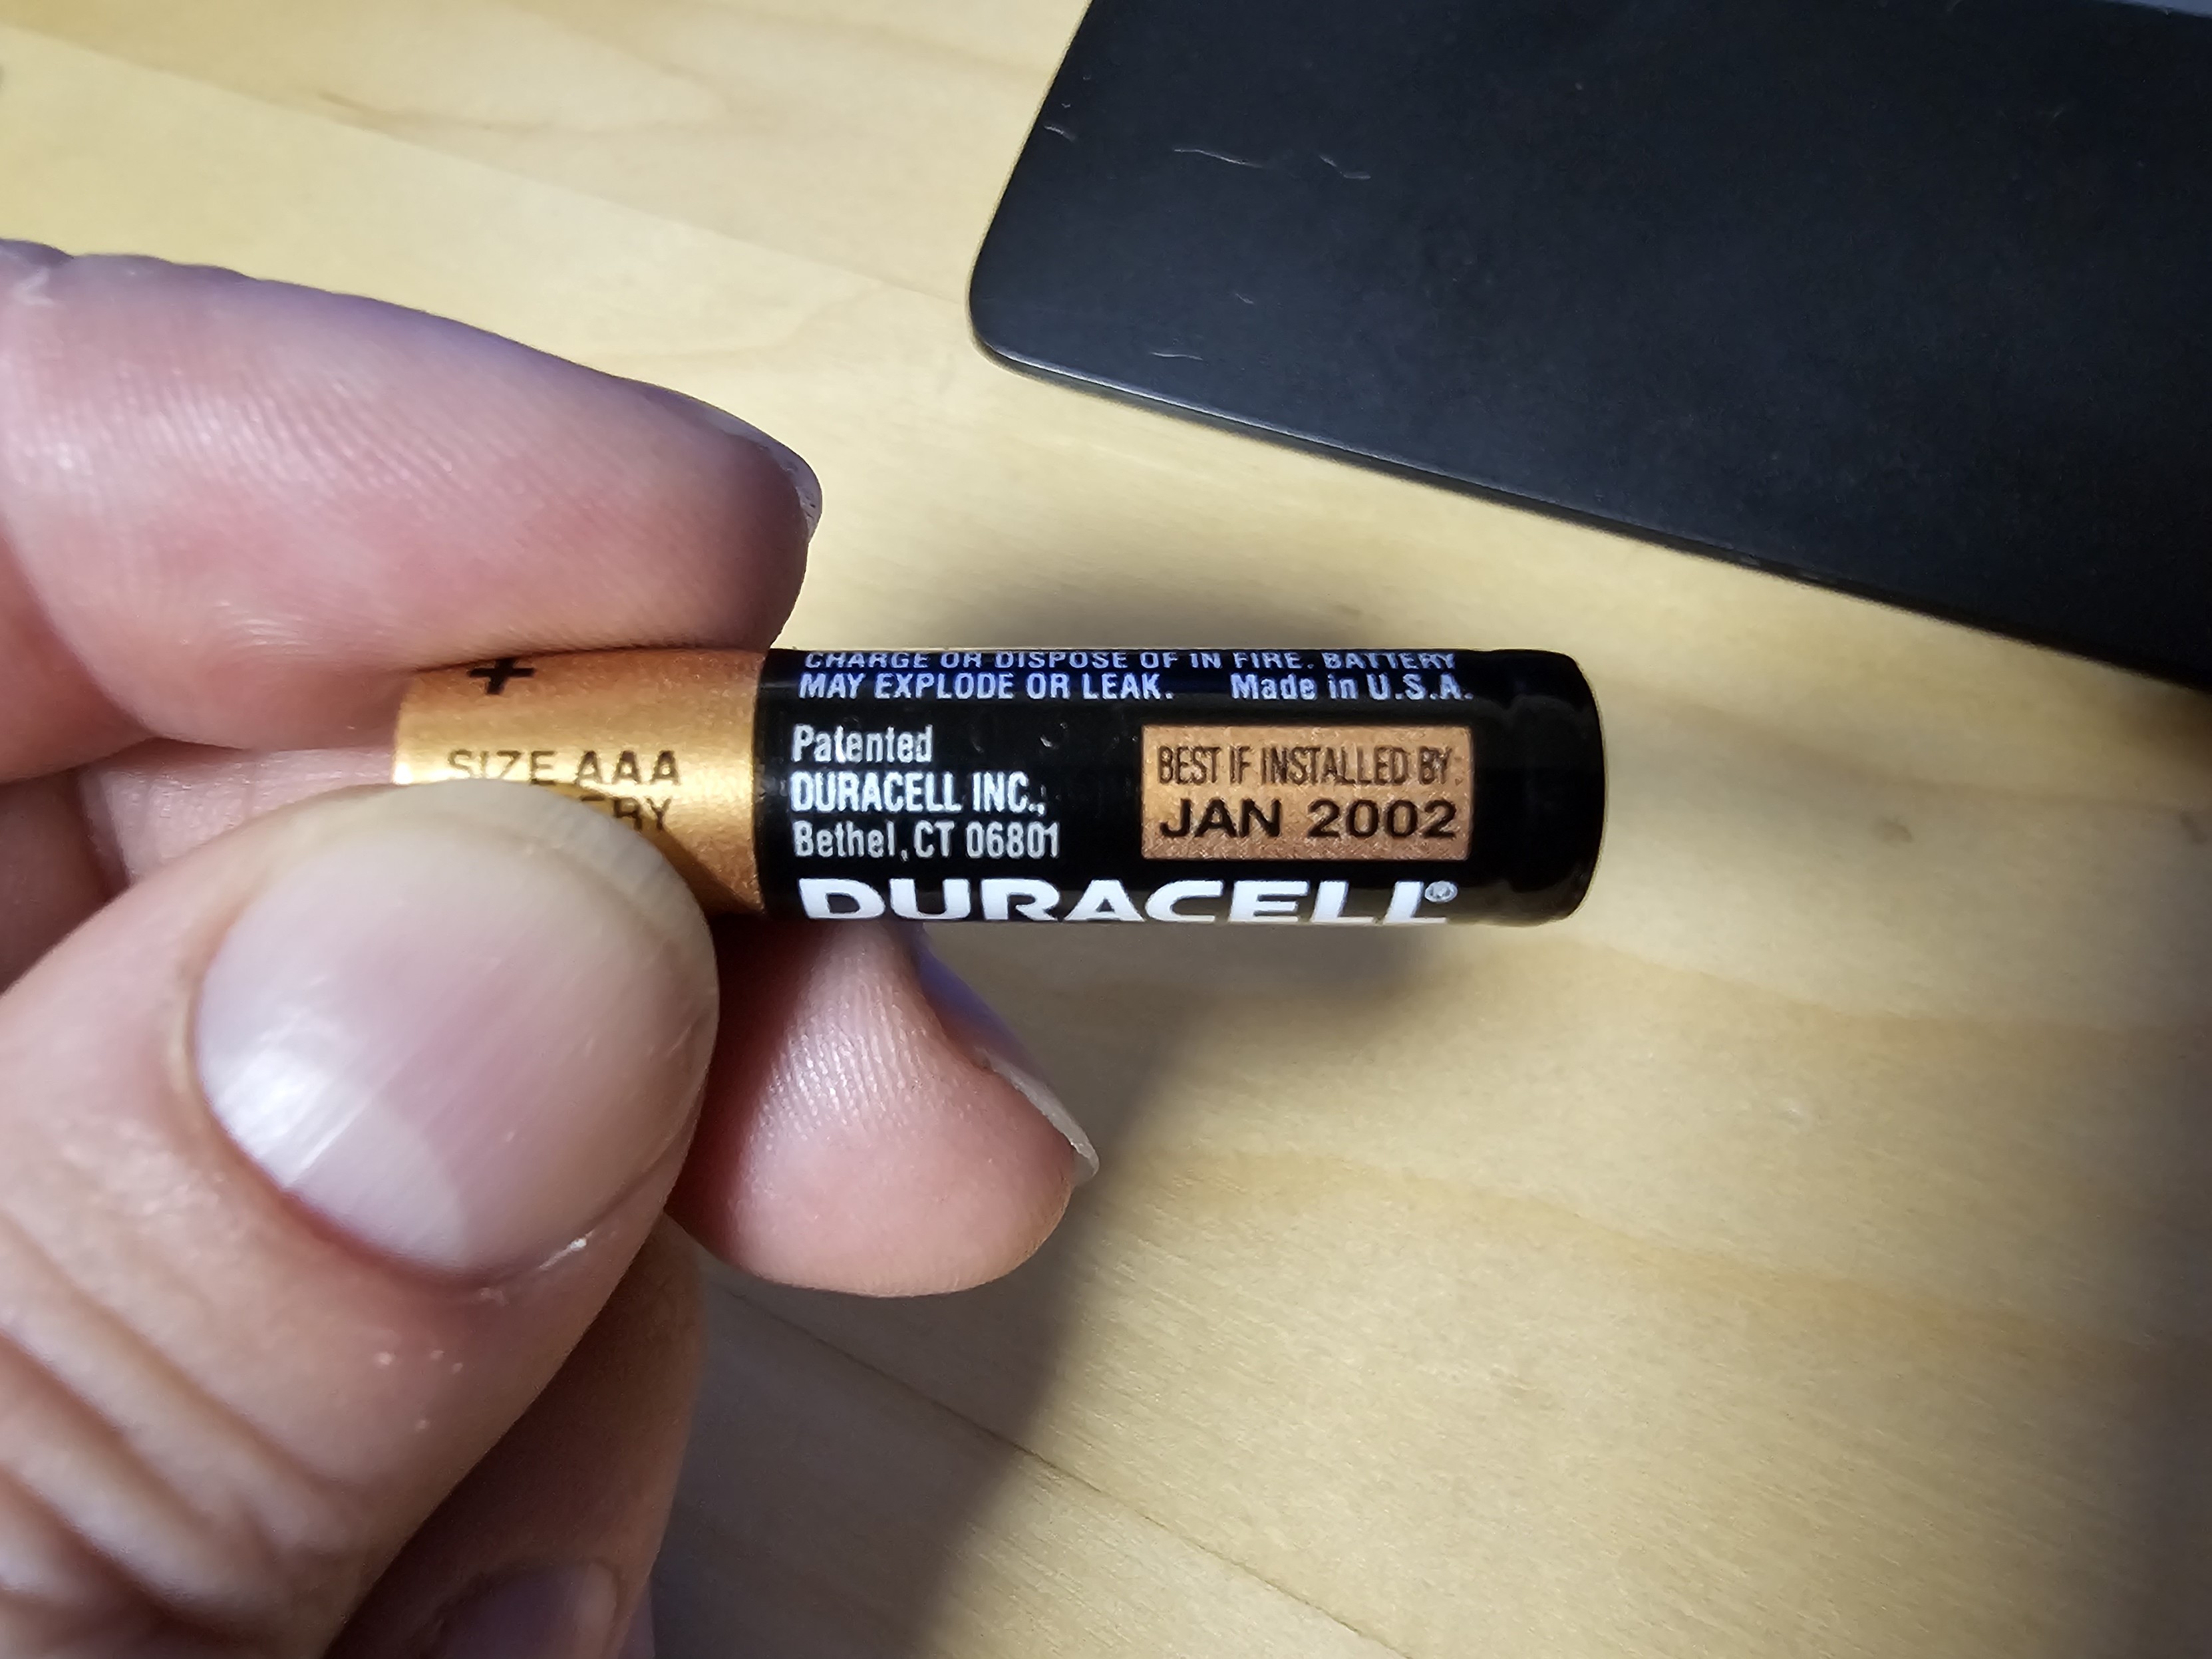 +
SIZE AAA
CHARGE OR DISPOSE OF IN FIRE. BATTERY
MAY EXPLODE OR LEAK. Made in U.S.A.
Patented
DURACELL INC.,
Bethel, CT 06801
BEST IF INSTALLED BY:
JAN 2002
DURACELL®